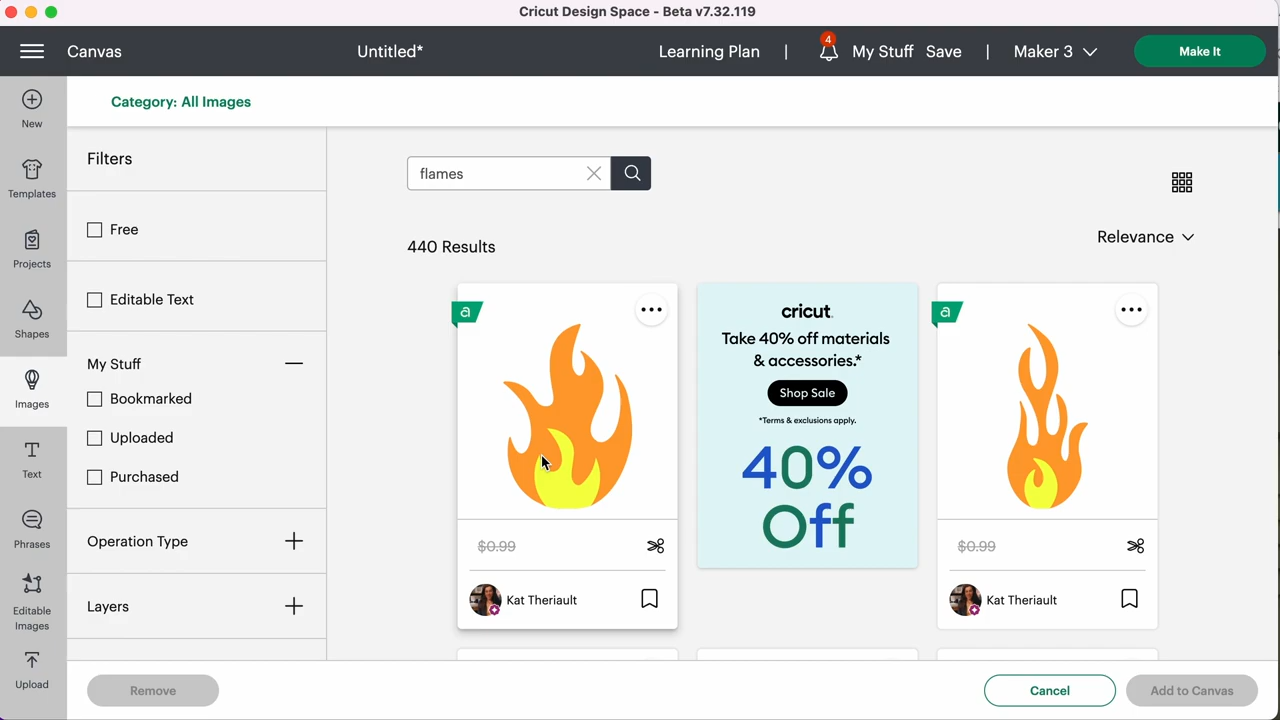 Cricut Design Space - Beta v7.32.119
Canvas
Untitled*
Learning Plan | 4 My Stuff Save | Maker 3
Make It
New
Templates
Projects
Shapes
Images
Text
Phrases
Editable
Images
Upload
Category: All Images
Filters
Free
Editable Text
My Stuff
Bookmarked
Uploaded
Purchased
Operation Type
Layers
flames
440 Results
Relevance
a
$0.99
Kat Theriault
cricut.
Take 40% off materials
& accessories.*
Shop Sale
*Terms & exclusions apply.
40%
Off
a
$0.99
Kat Theriault
Remove
Cancel
Add to Canvas